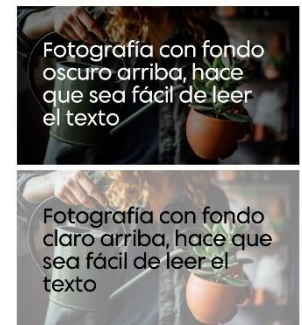 Fotografía con fondo
oscuro arriba, hace
que sea fácil de leer
el texto
Fotografía con fondo
claro arriba, hace que
sea fácil de leer el
texto